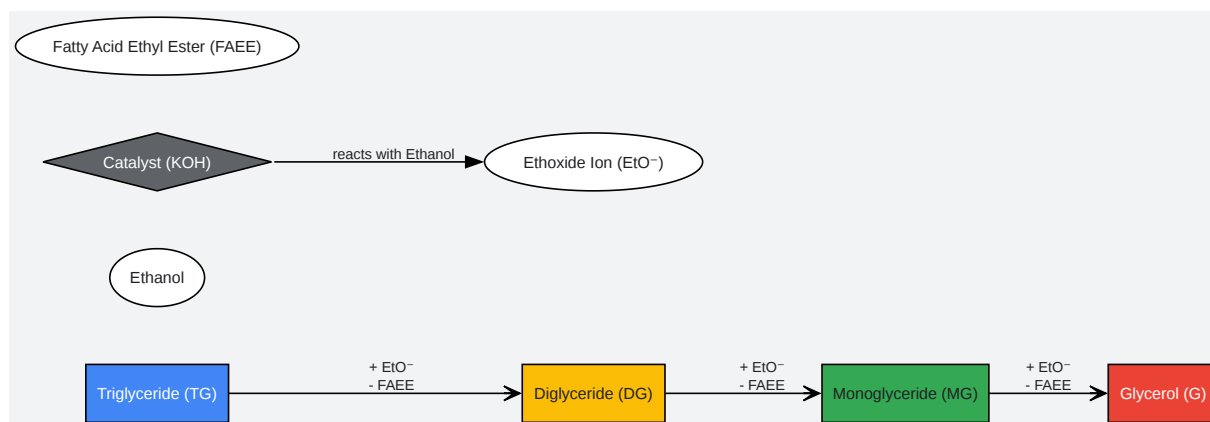 Fatty Acid Ethyl Ester (FAEE)
Catalyst (KOH)
reacts with Ethanol
Ethoxide Ion (EtO⁻)
Ethanol
Triglyceride (TG)
+ EtO⁻
- FAEE
Diglyceride (DG)
+ EtO⁻
- FAEE
Monoglyceride (MG)
+ EtO⁻
- FAEE
Glycerol (G)